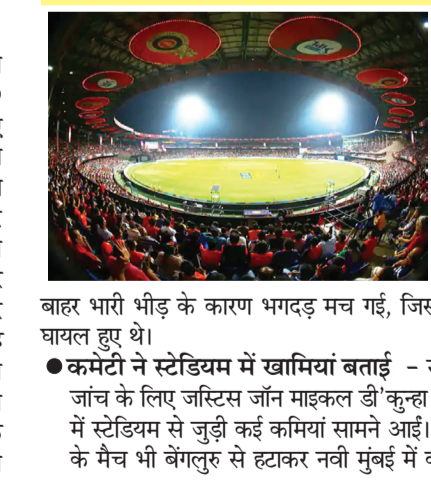 बाहर भारी भीड़ के कारण भगदड़ मच गई, जिस
घायल हुए थे।
● कमेटी ने स्टेडियम में खामियां बताई –
जांच के लिए जस्टिस जॉन माइकल डी'कुन्हा
में स्टेडियम से जुड़ी कई कमियां सामने आईं।
के मैच भी बेंगलुरु से हटाकर नवी मुंबई में